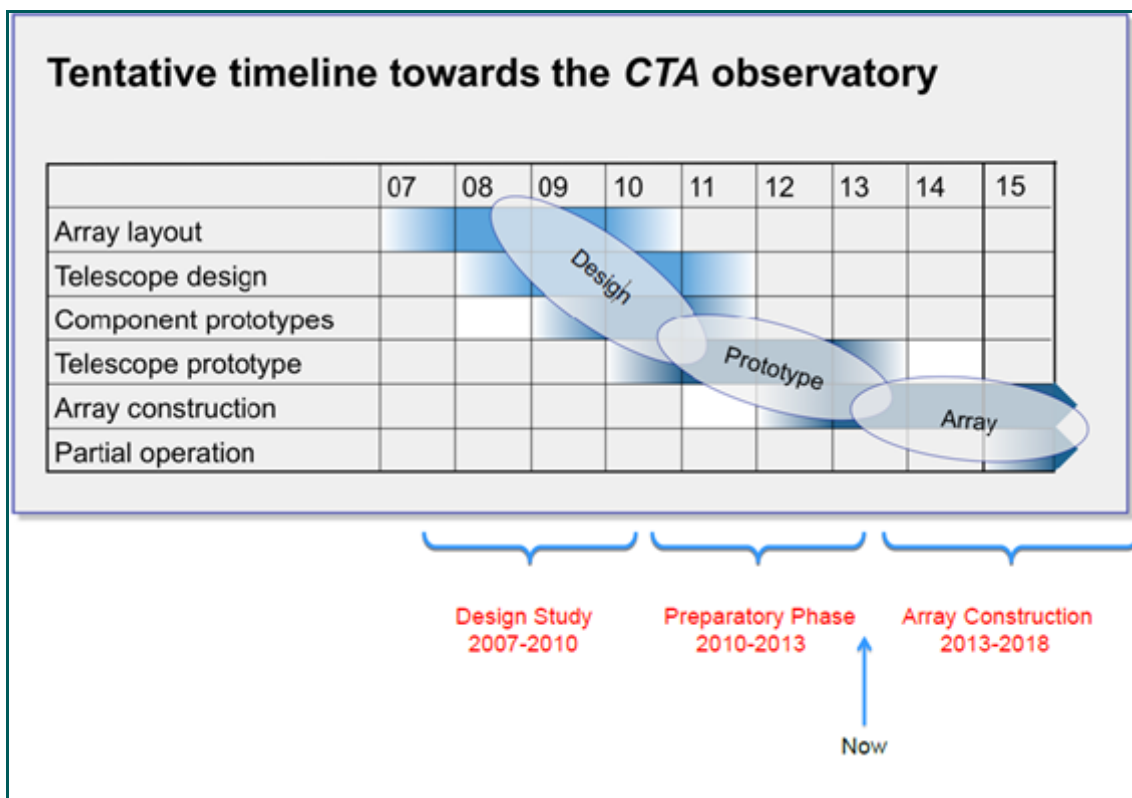 Tentative timeline towards the CTA observatory
07 08 09 10 11 12 13 14 15
Array layout
Telescope design
Component prototypes
Telescope prototype
Array construction
Partial operation
Design
Prototype
Array
Design Study
2007-2010
Preparatory Phase
2010-2013
Array Construction
2013-2018
Now